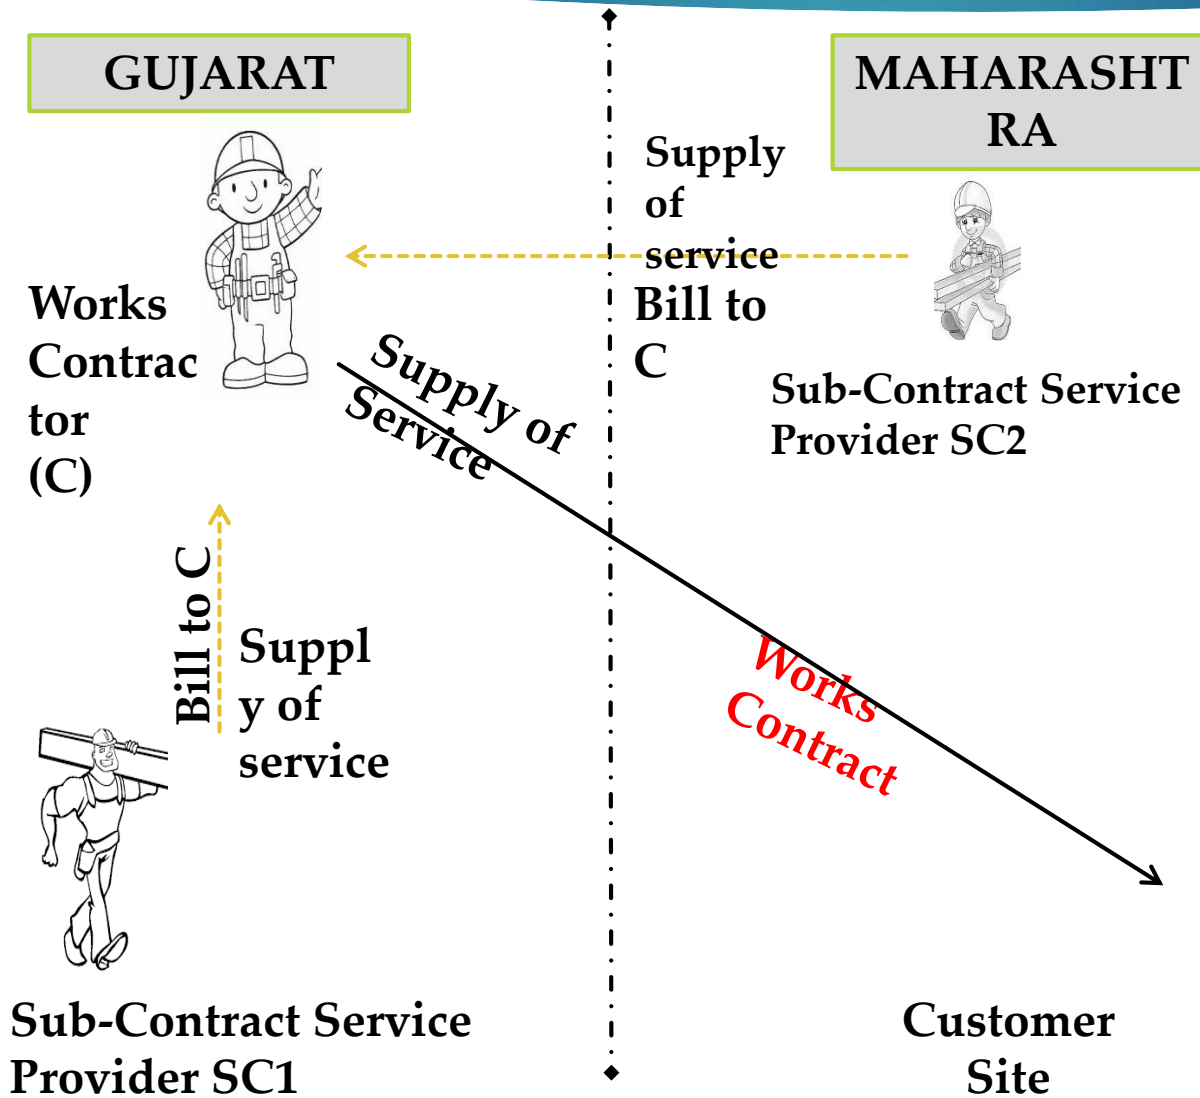 GUJARAT
MAHARASHT
RA
Supply
of
service
Bill to
C
Works
Contrac
tor
(C)
Supply of
Service
Sub-Contract Service
Provider SC2
Bill to C
Suppl
y of
service
Works
Contract
Sub-Contract Service
Provider SC1
Customer
Site